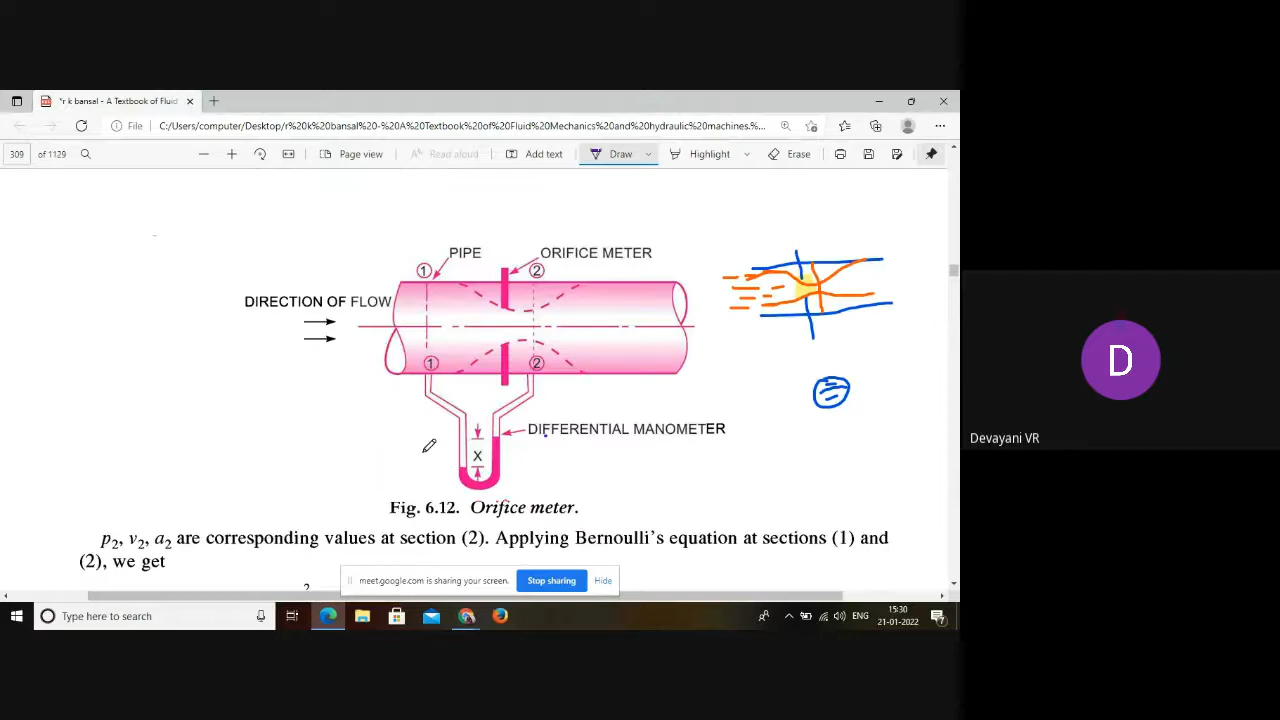 *r k bansal - A Textbook of Fluid
File C:/Users/computer/Desktop/r%20k%20bansal%20-%20A%20Textbook%20of%20Fluid%20Mechanics%20and%20hydraulic%20machines.%...
309 of 1129 Page view Read aloud Add text Draw Highlight Erase
PIPE ORIFICE METER
1 2
DIRECTION OF FLOW
1 2
DIFFERENTIAL MANOMETER
X
Fig. 6.12. Orifice meter.
p2, v2, a2 are corresponding values at section (2). Applying Bernoulli's equation at sections (1) and
(2), we get
2
meet.google.com is sharing your screen. Stop sharing Hide
Type here to search ENG 15:30
21-01-2022
7
D
Devayani VR